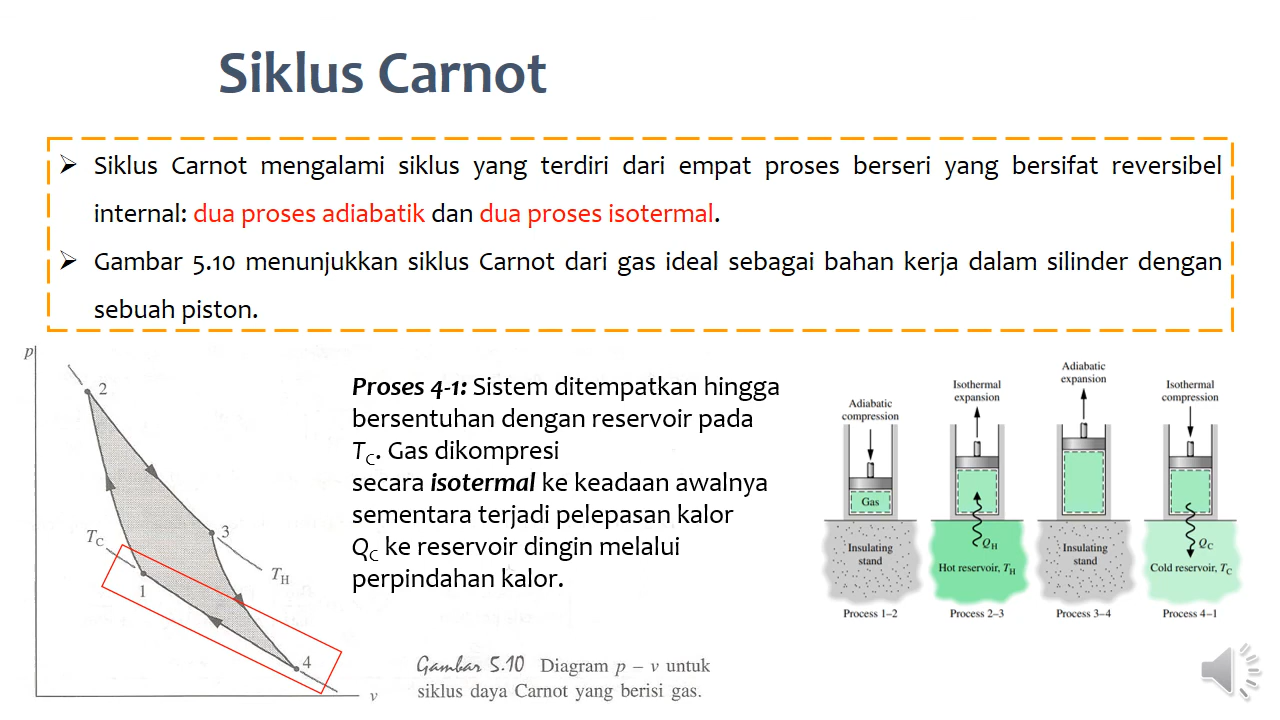 Siklus Carnot
➢ Siklus Carnot mengalami siklus yang terdiri dari empat proses berseri yang bersifat reversibel
internal: dua proses adiabatik dan dua proses isotermal.
➢ Gambar 5.10 menunjukkan siklus Carnot dari gas ideal sebagai bahan kerja dalam silinder dengan
sebuah piston.
p
2
3
T_C
T_H
1
4
v
Proses 4-1: Sistem ditempatkan hingga
bersentuhan dengan reservoir pada
T_C. Gas dikompresi
secara isotermal ke keadaan awalnya
sementara terjadi pelepasan kalor
Q_C ke reservoir dingin melalui
perpindahan kalor.
Gambar 5.10 Diagram p – v untuk
siklus daya Carnot yang berisi gas.
Adiabatic
compression
Isothermal
expansion
Adiabatic
expansion
Isothermal
compression
Gas
Q_H
Q_C
Insulating
stand
Hot reservoir, T_H
Insulating
stand
Cold reservoir, T_C
Process 1–2
Process 2–3
Process 3–4
Process 4–1